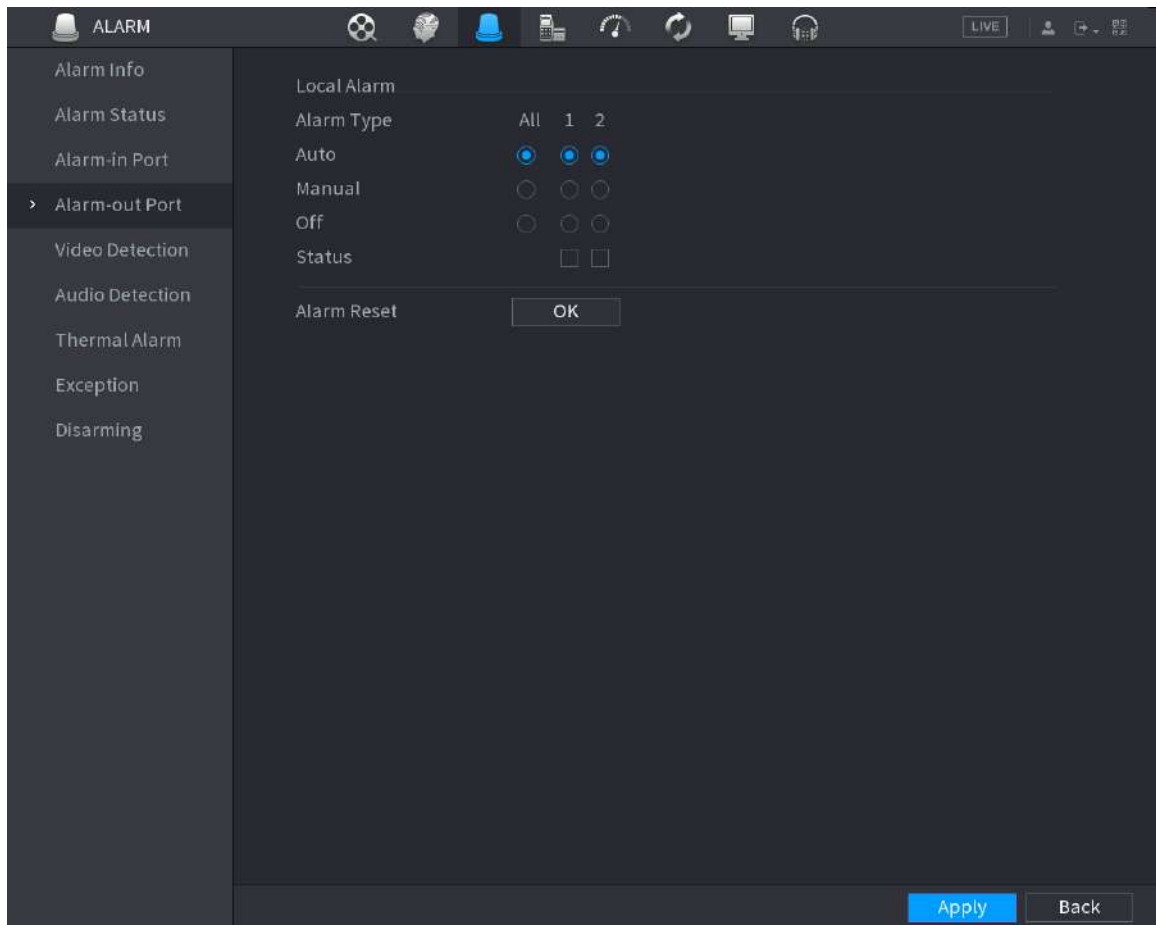 ALARM
LIVE
Alarm Info
Alarm Status
Alarm-in Port
Alarm-out Port
Video Detection
Audio Detection
Thermal Alarm
Exception
Disarming
Local Alarm
Alarm Type All 1 2
Auto
Manual
Off
Status
Alarm Reset OK
Apply Back